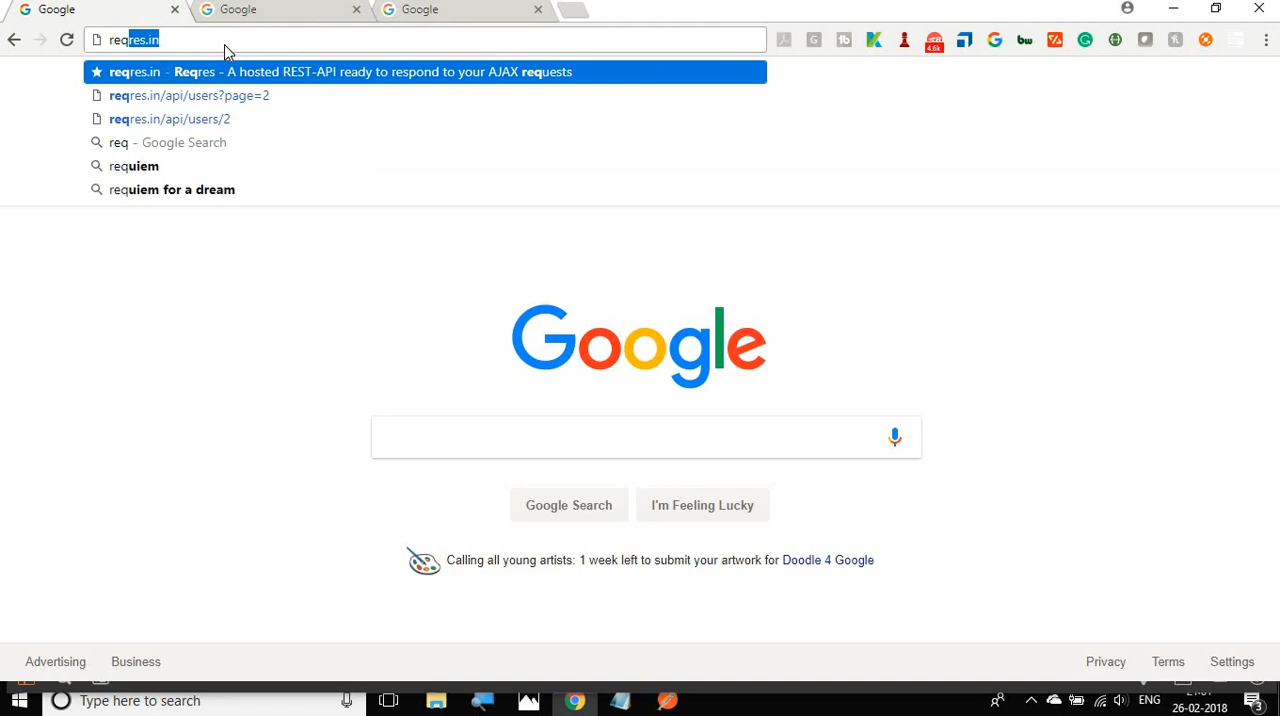 Google
Google
Google
reqres.in
4.6k
reqres.in - Reqres - A hosted REST-API ready to respond to your AJAX requests
reqres.in/api/users?page=2
reqres.in/api/users/2
req - Google Search
requiem
requiem for a dream
Google
Google Search
I'm Feeling Lucky
Calling all young artists: 1 week left to submit your artwork for Doodle 4 Google
Advertising
Business
Privacy
Terms
Settings
Type here to search
ENG
26-02-2018
3